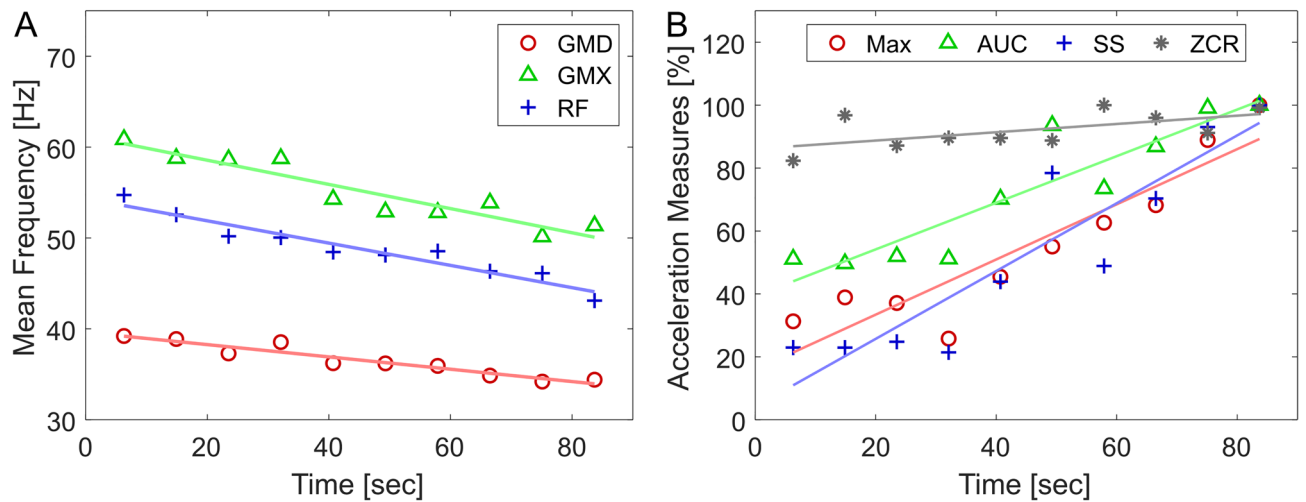 A
70
60
50
40
30
0
20
40
60
80
Mean Frequency [Hz]
Time [sec]
GMD
GMX
RF
B
120
100
80
60
40
20
0
0
20
40
60
80
Acceleration Measures [%]
Time [sec]
Max AUC SS ZCR